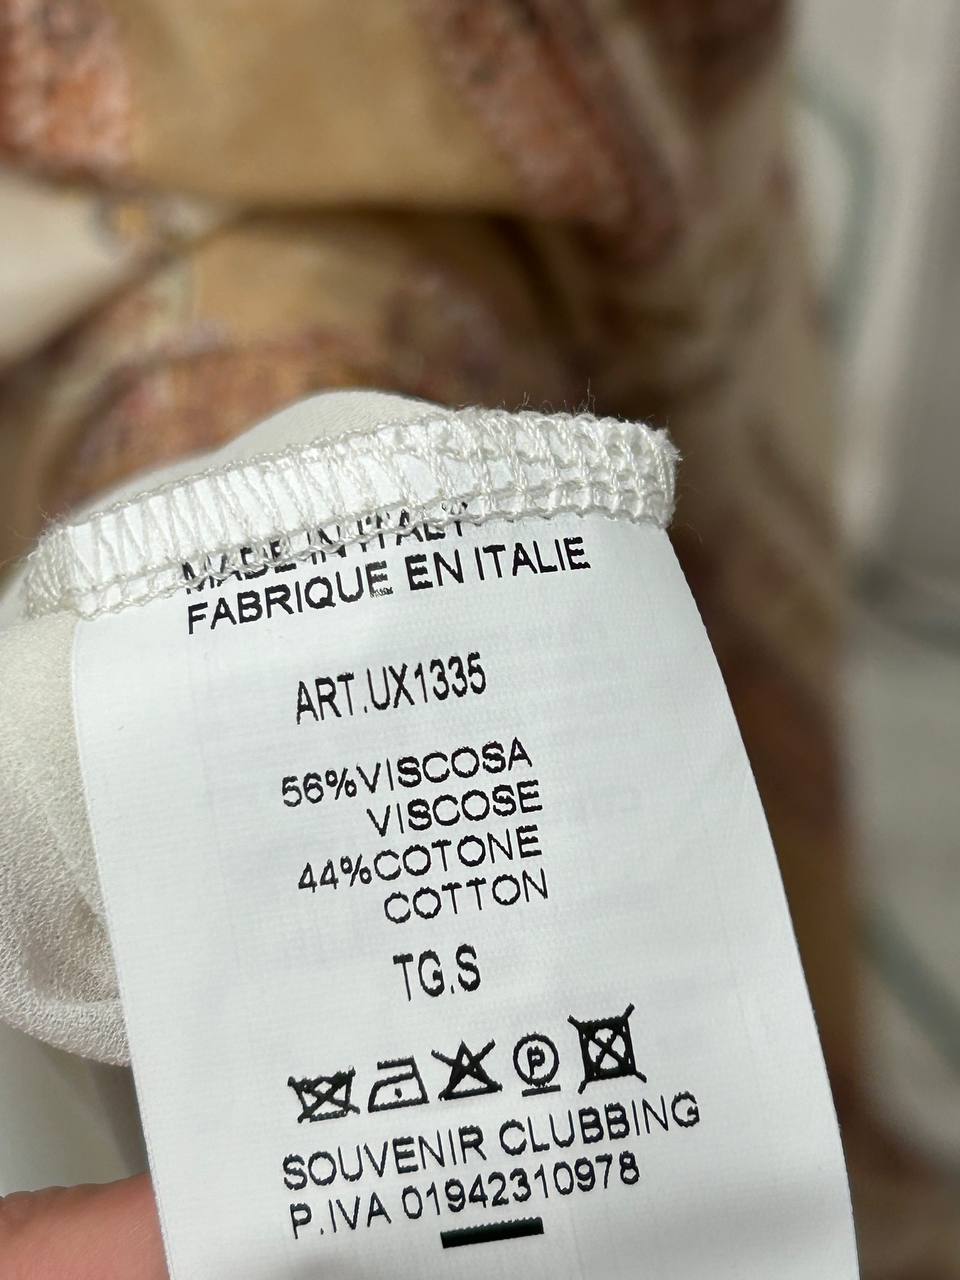 MADE IN ITALY
FABRIQUE EN ITALIE
ART.UX1335
56%VISCOSA
VISCOSE
44%COTONE
COTTON
TG.S
P
SOUVENIR CLUBBING
P.IVA 01942310978